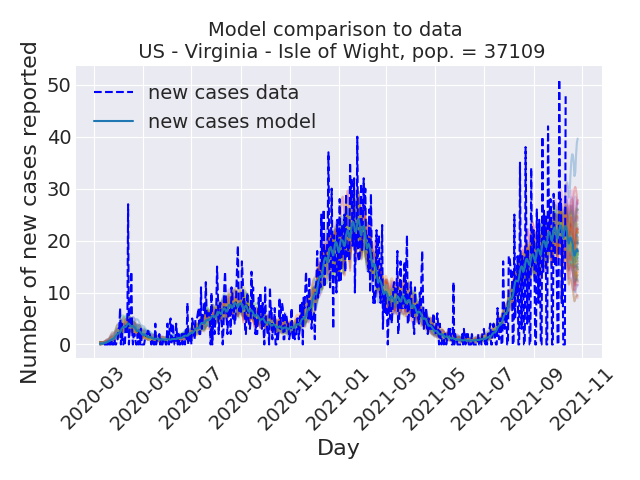 Model comparison to data
US - Virginia - Isle of Wight, pop. = 37109
Number of new cases reported
50
40
30
20
10
0
new cases data
new cases model
2020-03
2020-05
2020-07
2020-09
2020-11
2021-01
2021-03
2021-05
2021-07
2021-09
2021-11
Day